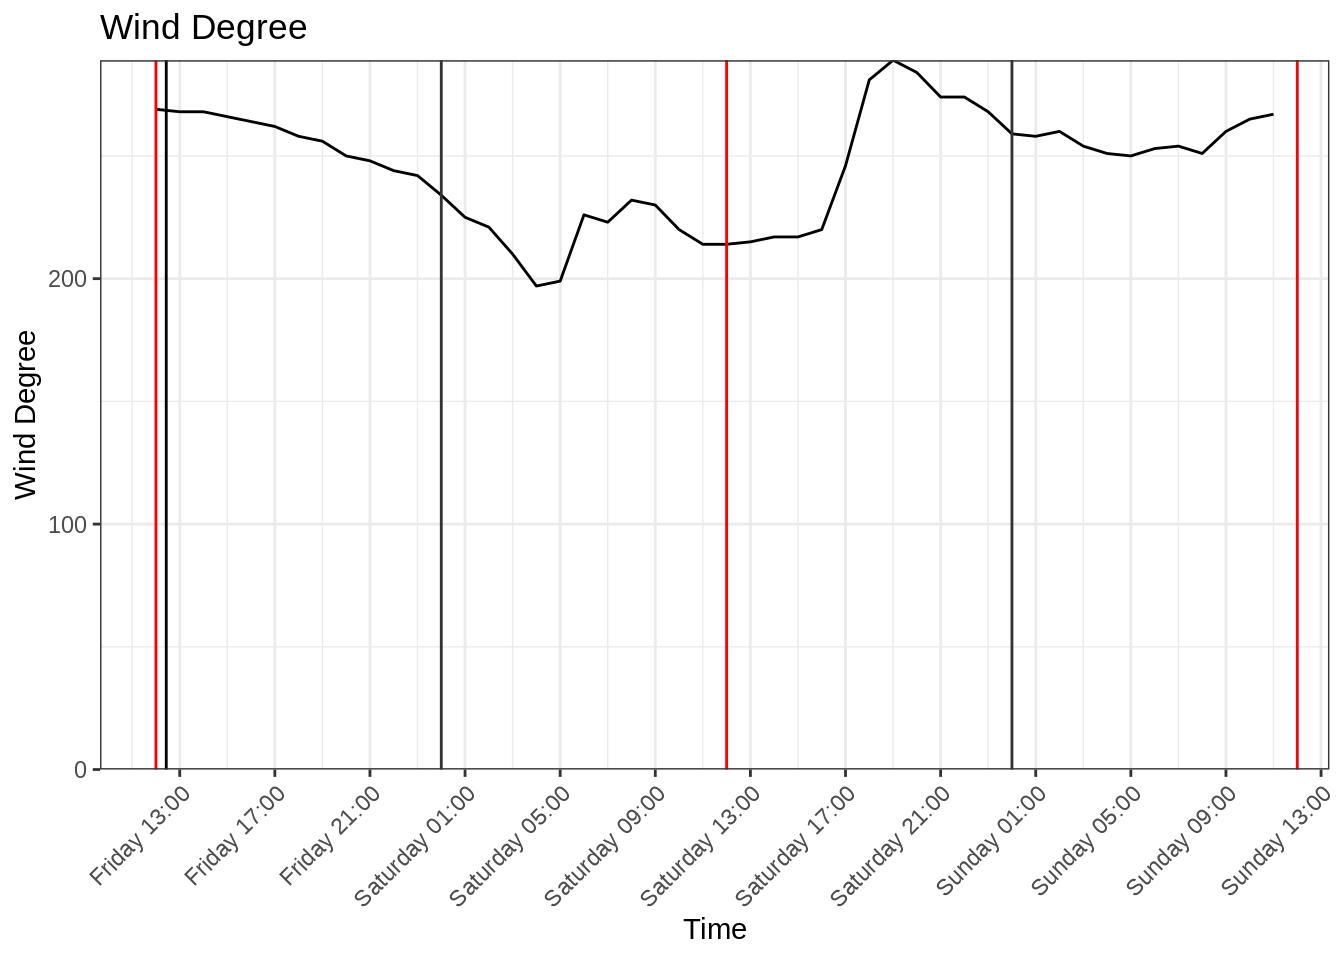 Wind Degree
Wind Degree
200
100
0
Friday 13:00
Friday 17:00
Friday 21:00
Saturday 01:00
Saturday 05:00
Saturday 09:00
Saturday 13:00
Saturday 17:00
Saturday 21:00
Sunday 01:00
Sunday 05:00
Sunday 09:00
Sunday 13:00
Time